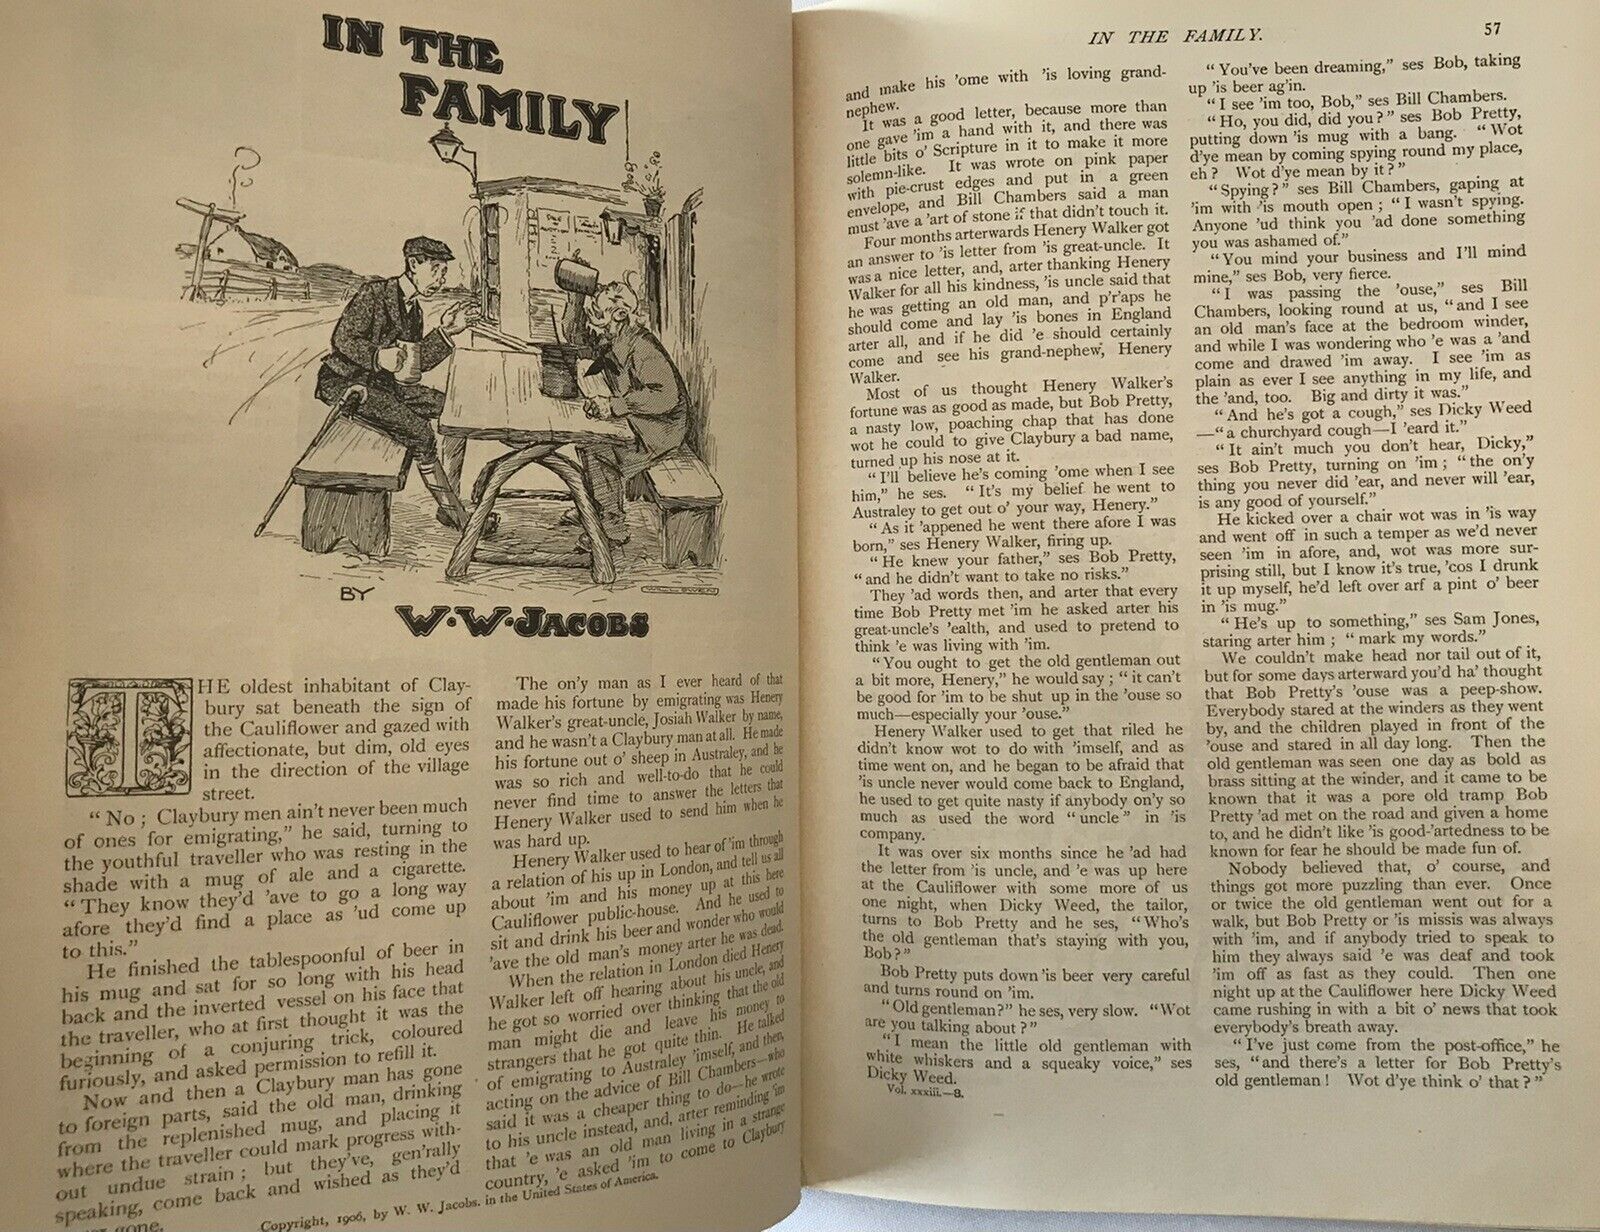 IN THE
FAMILY
BY
W. W. JACOBS
WILL OWEN
THE oldest inhabitant of Clay-
bury sat beneath the sign of
the Cauliflower and gazed with
affectionate, but dim, old eyes
in the direction of the village
street.
"No; Claybury men ain't never been much
of ones for emigrating," he said, turning to
the youthful traveller who was resting in the
shade with a mug of ale and a cigarette.
"They know they'd 'ave to go a long way
afore they'd find a place as 'ud come up
to this."
He finished the tablespoonful of beer in
his mug and sat for so long with his head
back and the inverted vessel on his face that
the traveller, who at first thought it was the
beginning of a conjuring trick, coloured
furiously, and asked permission to refill it.
Now and then a Claybury man has gone
to foreign parts, said the old man, drinking
from the replenished mug, and placing it
where the traveller could mark progress with-
out undue strain; but they've, gen'rally
speaking, come back and wished as they'd
gone.
The on'y man as I ever heard of that
made his fortune by emigrating was Henery
Walker's great-uncle, Josiah Walker by name,
and he wasn't a Claybury man at all. He made
his fortune out o' sheep in Australey, and he
was so rich and well-to-do that he could
never find time to answer the letters that
Henery Walker used to send him when he
was hard up.
Henery Walker used to hear of 'im through
a relation of his up in London, and tell us all
about 'im and his money up at this here
Cauliflower public-house. And he used to
sit and drink his beer and wonder who would
'ave the old man's money arter he was dead.
When the relation in London died Henery
Walker left off hearing about his uncle, and
he got so worried over thinking that the old
man might die and leave his money to
strangers that he got quite thin. He talked
of emigrating to Australey 'imself, and then,
acting on the advice of Bill Chambers—who
said it was a cheaper thing to do—he wrote
to his uncle instead, and, arter reminding 'im
that 'e was an old man living in a strange
country, 'e asked 'im to come to Claybury
Copyright, 1906, by W. W. Jacobs, in the United States of America.
IN THE FAMILY. 57
and make his 'ome with 'is loving grand-
nephew.
It was a good letter, because more than
one gave 'im a hand with it, and there was
little bits o' Scripture in it to make it more
solemn-like. It was wrote on pink paper
with pie-crust edges and put in a green
envelope, and Bill Chambers said a man
must 'ave a 'art of stone if that didn't touch it.
Four months arterwards Henery Walker got
an answer to 'is letter from 'is great-uncle. It
was a nice letter, and, arter thanking Henery
Walker for all his kindness, 'is uncle said that
he was getting an old man, and p'r'aps he
should come and lay 'is bones in England
arter all, and if he did 'e should certainly
come and see his grand-nephew, Henery
Walker.
Most of us thought Henery Walker's
fortune was as good as made, but Bob Pretty,
a nasty low, poaching chap that has done
wot he could to give Claybury a bad name,
turned up his nose at it.
"I'll believe he's coming 'ome when I see
him," he ses. "It's my belief he went to
Australey to get out o' your way, Henery."
"As it 'appened he went there afore I was
born," ses Henery Walker, firing up.
"He knew your father," ses Bob Pretty,
"and he didn't want to take no risks."
They 'ad words then, and arter that every
time Bob Pretty met 'im he asked arter his
great-uncle's 'ealth, and used to pretend to
think 'e was living with 'im.
"You ought to get the old gentleman out
a bit more, Henery," he would say; "it can't
be good for 'im to be shut up in the 'ouse so
much—especially your 'ouse."
Henery Walker used to get that riled he
didn't know wot to do with 'imself, and as
time went on, and he began to be afraid that
'is uncle never would come back to England,
he used to get quite nasty if anybody on'y so
much as used the word "uncle" in 'is
company.
It was over six months since he 'ad had
the letter from 'is uncle, and 'e was up here
at the Cauliflower with some more of us
one night, when Dicky Weed, the tailor,
turns to Bob Pretty and he ses, "Who's
the old gentleman that's staying with you,
Bob?"
Bob Pretty puts down 'is beer very careful
and turns round on 'im.
"Old gentleman?" he ses, very slow. "Wot
are you talking about?"
"I mean the little old gentleman with
white whiskers and a squeaky voice," ses
Dicky Weed.
Vol. xxxiii.—8.
"You've been dreaming," ses Bob, taking
up 'is beer ag'in.
"I see 'im too, Bob," ses Bill Chambers.
"Ho, you did, did you?" ses Bob Pretty,
putting down 'is mug with a bang. "Wot
d'ye mean by coming spying round my place,
eh? Wot d'ye mean by it?"
"Spying?" ses Bill Chambers, gaping at
'im with 'is mouth open; "I wasn't spying.
Anyone 'ud think you 'ad done something
you was ashamed of."
"You mind your business and I'll mind
mine," ses Bob, very fierce.
"I was passing the 'ouse," ses Bill
Chambers, looking round at us, "and I see
an old man's face at the bedroom winder,
and while I was wondering who 'e was a 'and
come and drawed 'im away. I see 'im as
plain as ever I see anything in my life, and
the 'and, too. Big and dirty it was."
"And he's got a cough," ses Dicky Weed
—"a churchyard cough—I 'eard it."
"It ain't much you don't hear, Dicky,"
ses Bob Pretty, turning on 'im; "the on'y
thing you never did 'ear, and never will 'ear,
is any good of yourself."
He kicked over a chair wot was in 'is way
and went off in such a temper as we'd never
seen 'im in afore, and, wot was more sur-
prising still, but I know it's true, 'cos I drunk
it up myself, he'd left over arf a pint o' beer
in 'is mug."
"He's up to something," ses Sam Jones,
staring arter him; "mark my words."
We couldn't make head nor tail out of it,
but for some days arterward you'd ha' thought
that Bob Pretty's 'ouse was a peep-show.
Everybody stared at the winders as they went
by, and the children played in front of the
'ouse and stared in all day long. Then the
old gentleman was seen one day as bold as
brass sitting at the winder, and it came to be
known that it was a pore old tramp Bob
Pretty 'ad met on the road and given a home
to, and he didn't like 'is good-'artedness to be
known for fear he should be made fun of.
Nobody believed that, o' course, and
things got more puzzling than ever. Once
or twice the old gentleman went out for a
walk, but Bob Pretty or 'is missis was always
with 'im, and if anybody tried to speak to
him they always said 'e was deaf and took
'im off as fast as they could. Then one
night up at the Cauliflower here Dicky Weed
came rushing in with a bit o' news that took
everybody's breath away.
"I've just come from the post-office," he
ses, "and there's a letter for Bob Pretty's
old gentleman! Wot d'ye think o' that?"